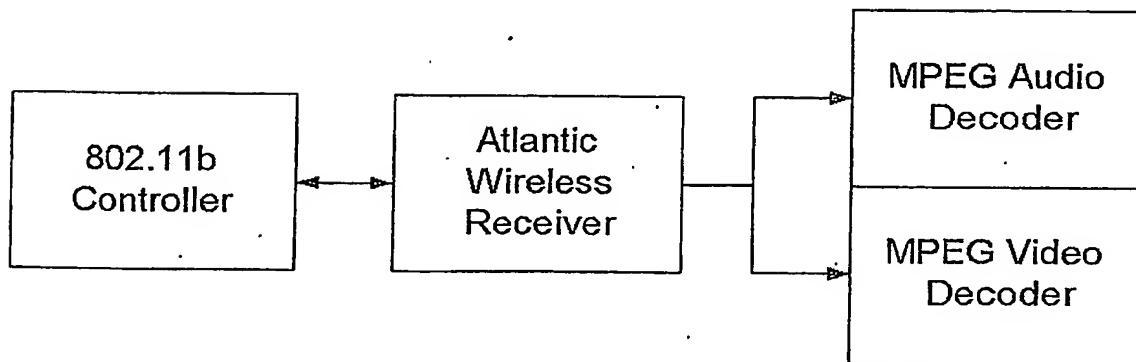 802.11b
Controller
Atlantic
Wireless
Receiver
MPEG Audio
Decoder
MPEG Video
Decoder